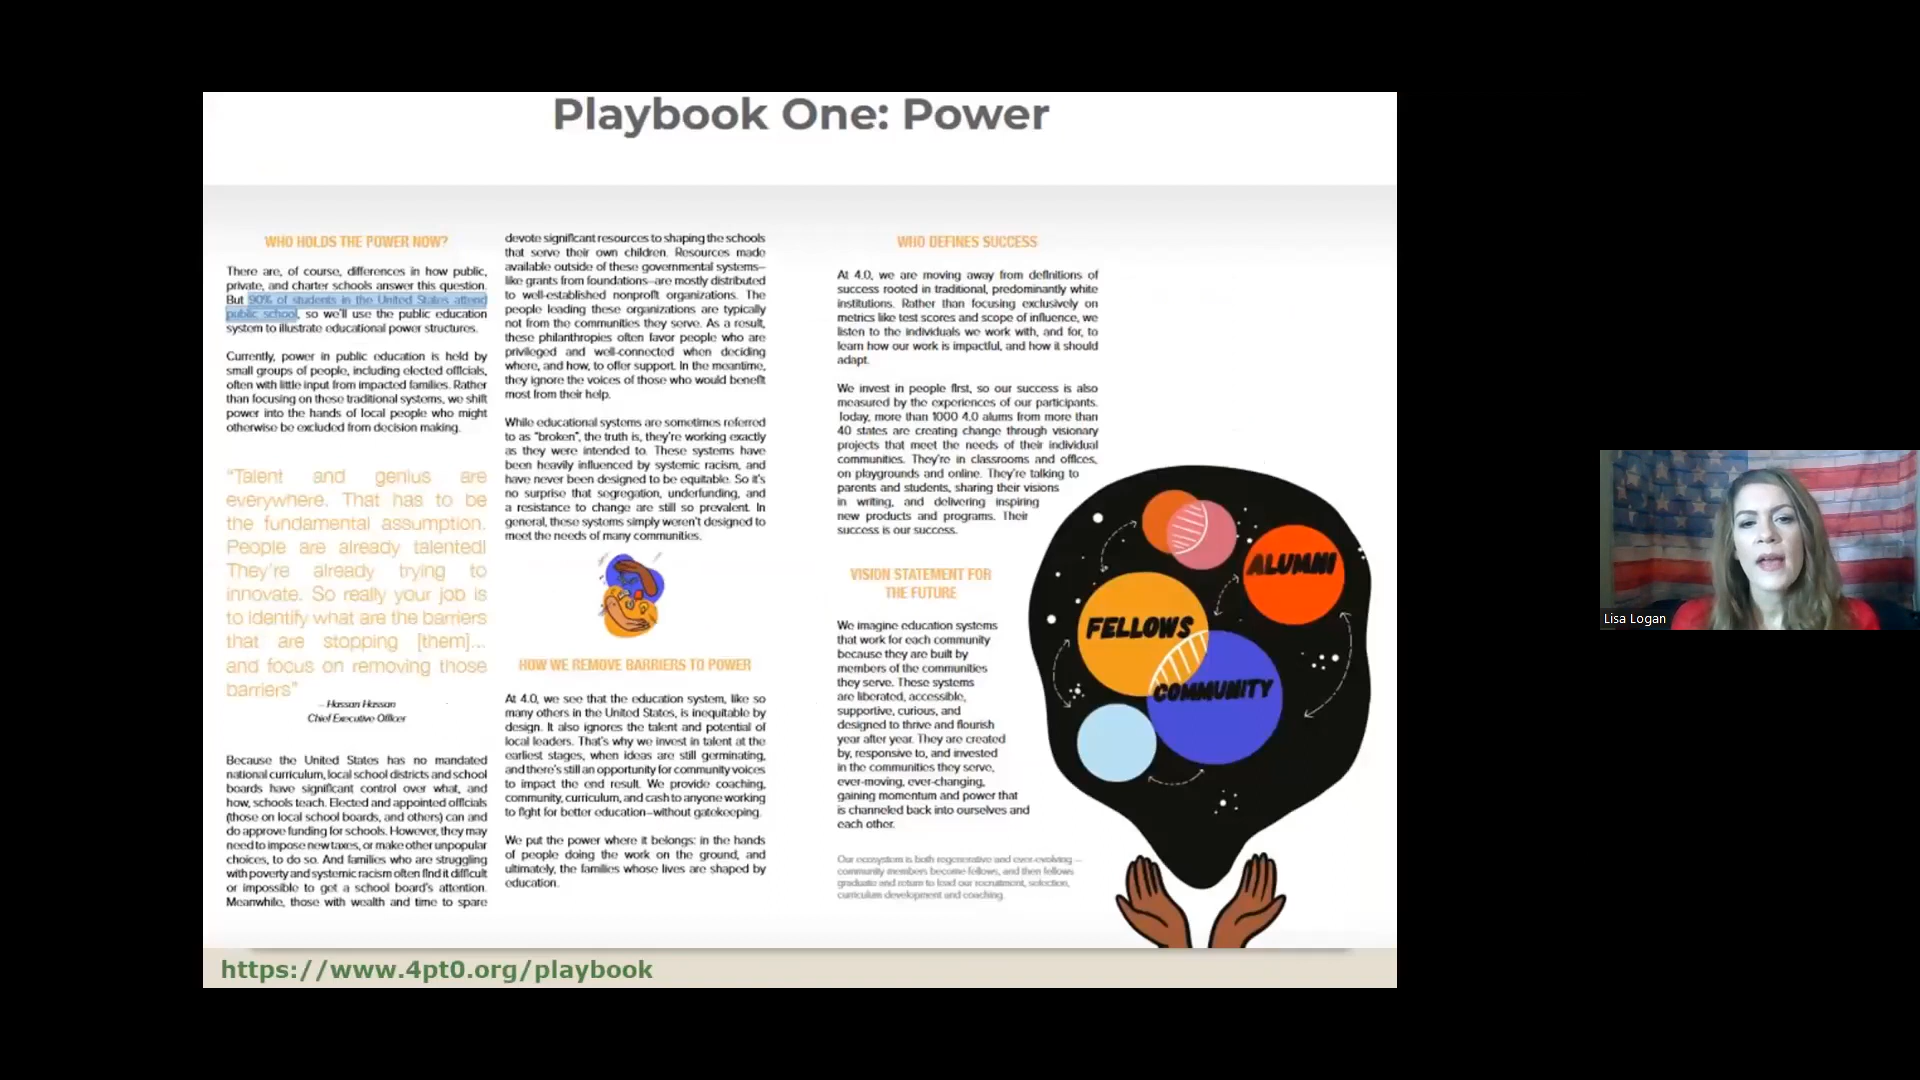 Playbook One: Power
WHO HOLDS THE POWER NOW?
There are, of course, differences in how public,
private, and charter schools answer this question.
But 90% of students in the United States attend
public school, so we'll use the public education
system to illustrate educational power structures.
Currently, power in public education is held by
small groups of people, including elected officials,
often with little input from impacted families. Rather
than focusing on these traditional systems, we shift
power into the hands of local people who might
otherwise be excluded from decision making.
"Talent and genius are
everywhere. That has to be
the fundamental assumption.
People are already talented!
They're already trying to
innovate. So really your job is
to identify what are the barriers
that are stopping [them]...
and focus on removing those
barriers"
– Hassan Hassan
Chief Executive Officer
Because the United States has no mandated
national curriculum, local school districts and school
boards have significant control over what, and
how, schools teach. Elected and appointed officials
(those on local school boards, and others) can and
do approve funding for schools. However, they may
need to impose new taxes, or make other unpopular
choices, to do so. And families who are struggling
with poverty and systemic racism often find it difficult
or impossible to get a school board's attention.
Meanwhile, those with wealth and time to spare
devote significant resources to shaping the schools
that serve their own children. Resources made
available outside of these governmental systems–
like grants from foundations–are mostly distributed
to well-established nonprofit organizations. The
people leading these organizations are typically
not from the communities they serve. As a result,
these philanthropies often favor people who are
privileged and well-connected when deciding
where, and how, to offer support. In the meantime,
they ignore the voices of those who would benefit
most from their help.
While educational systems are sometimes referred
to as "broken", the truth is, they're working exactly
as they were intended to. These systems have
been heavily influenced by systemic racism, and
have never been designed to be equitable. So it's
no surprise that segregation, underfunding, and
a resistance to change are still so prevalent. In
general, these systems simply weren't designed to
meet the needs of many communities.
HOW WE REMOVE BARRIERS TO POWER
At 4.0, we see that the education system, like so
many others in the United States, is inequitable by
design. It also ignores the talent and potential of
local leaders. That's why we invest in talent at the
earliest stages, when ideas are still germinating,
and there's still an opportunity for community voices
to impact the end result. We provide coaching,
community, curriculum, and cash to anyone working
to fight for better education–without gatekeeping.
We put the power where it belongs: in the hands
of people doing the work on the ground, and
ultimately, the families whose lives are shaped by
education.
WHO DEFINES SUCCESS
At 4.0, we are moving away from definitions of
success rooted in traditional, predominantly white
institutions. Rather than focusing exclusively on
metrics like test scores and scope of influence, we
listen to the individuals we work with, and for, to
learn how our work is impactful, and how it should
adapt.
We invest in people first, so our success is also
measured by the experiences of our participants.
Today, more than 1000 4.0 alums from more than
40 states are creating change through visionary
projects that meet the needs of their individual
communities. They're in classrooms and offices,
on playgrounds and online. They're talking to
parents and students, sharing their visions
in writing, and delivering inspiring
new products and programs. Their
success is our success.
VISION STATEMENT FOR
THE FUTURE
We imagine education systems
that work for each community
because they are built by
members of the communities
they serve. These systems
are liberated, accessible,
supportive, curious, and
designed to thrive and flourish
year after year. They are created
by, responsive to, and invested
in the communities they serve,
ever-moving, ever-changing,
gaining momentum and power that
is channeled back into ourselves and
each other.
Our ecosystem is both regenerative and ever-evolving –
community members become fellows, and then fellows
graduate and return to lead our recruitment, selection,
curriculum development and coaching.
ALUMNI
FELLOWS
COMMUNITY
https://www.4pt0.org/playbook
Lisa Logan